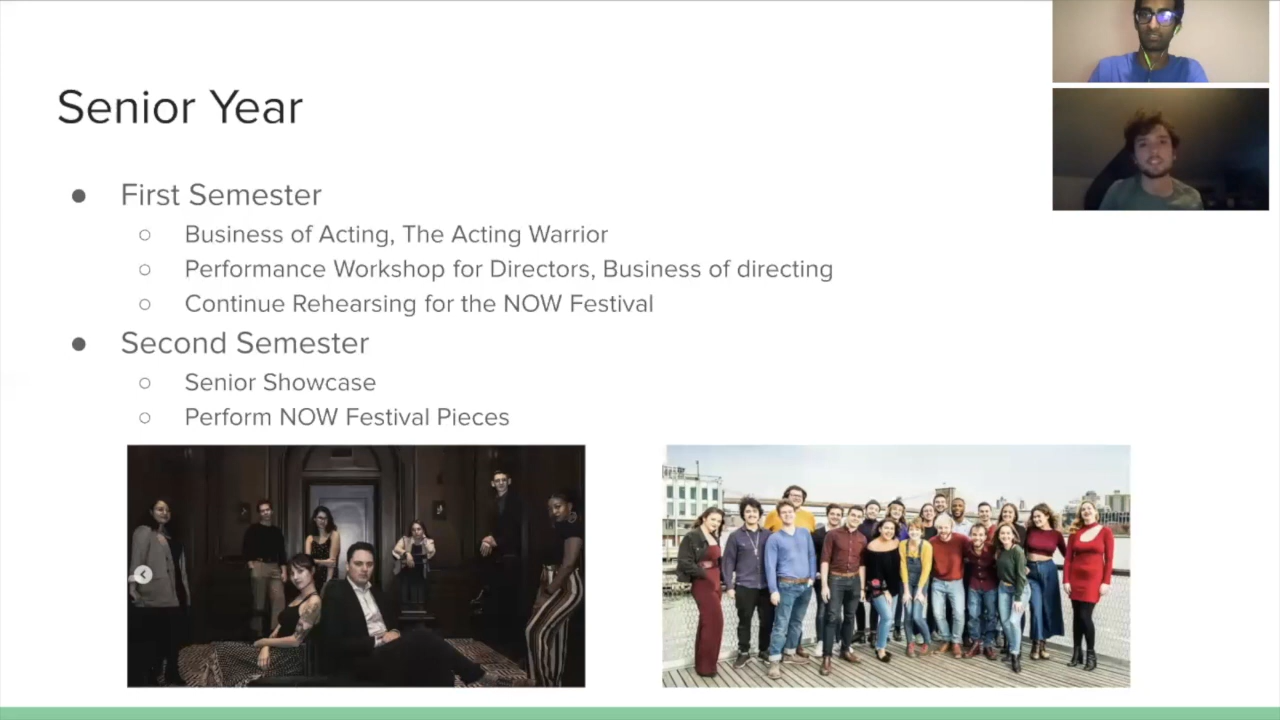 Senior Year
● First Semester
○ Business of Acting, The Acting Warrior
○ Performance Workshop for Directors, Business of directing
○ Continue Rehearsing for the NOW Festival
● Second Semester
○ Senior Showcase
○ Perform NOW Festival Pieces